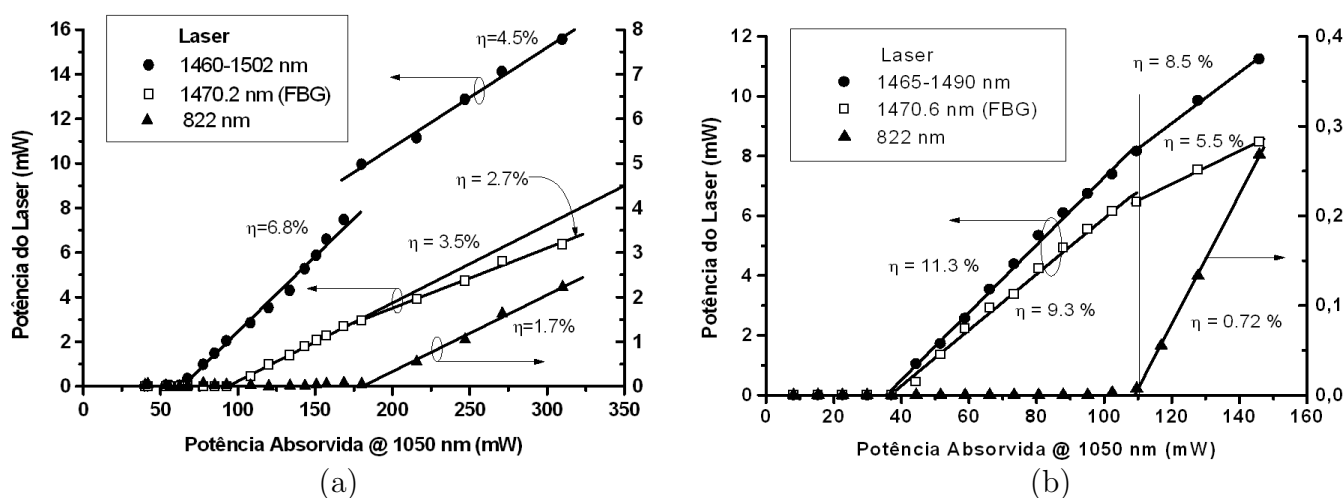 16
14
12
10
8
6
4
2
0
Potência do Laser (mW)
Laser
1460-1502 nm
1470.2 nm (FBG)
822 nm
η=4.5%
η = 2.7%
η=6.8%
η = 3.5%
η=1.7%
8
7
6
5
4
3
2
1
0
0 50 100 150 200 250 300 350
Potência Absorvida @ 1050 nm (mW)
(a)
12
10
8
6
4
2
0
Potência do Laser (mW)
Laser
1465-1490 nm
1470.6 nm (FBG)
822 nm
η = 8.5 %
η = 5.5 %
η = 11.3 %
η = 9.3 %
η = 0.72 %
0,4
0,3
0,2
0,1
0,0
0 20 40 60 80 100 120 140 160
Potência Absorvida @ 1050 nm (mW)
(b)